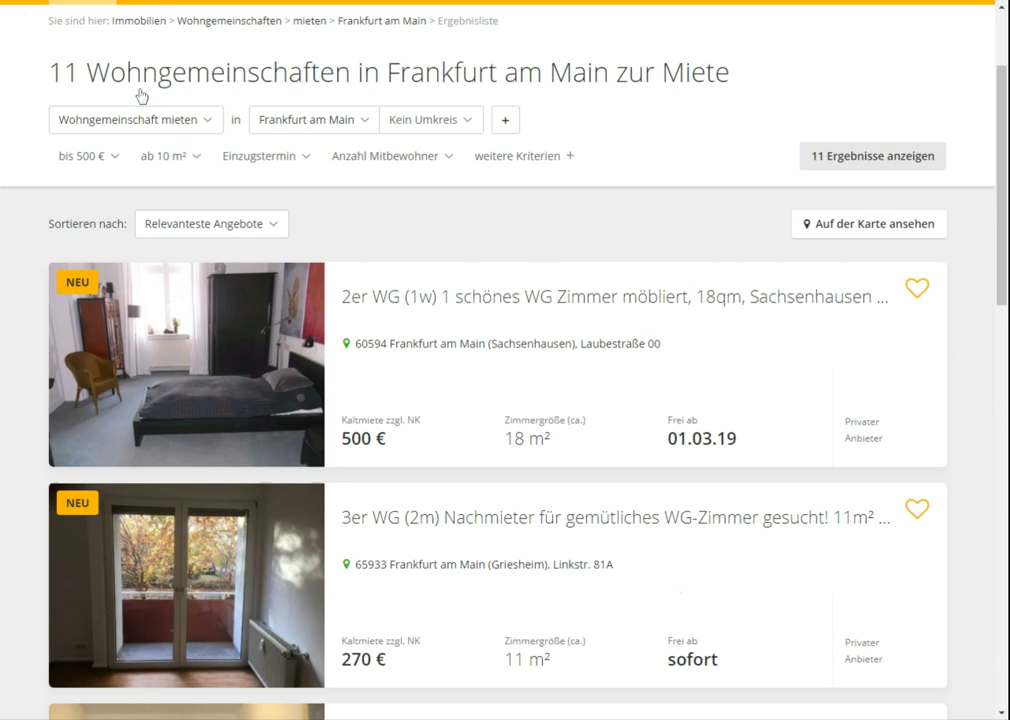 Sie sind hier: Immobilien > Wohngemeinschaften > mieten > Frankfurt am Main > Ergebnisliste
11 Wohngemeinschaften in Frankfurt am Main zur Miete
Wohngemeinschaft mieten in Frankfurt am Main Kein Umkreis +
bis 500 € ab 10 m² Einzugstermin Anzahl Mitbewohner weitere Kriterien + 11 Ergebnisse anzeigen
Sortieren nach: Relevanteste Angebote Auf der Karte ansehen
NEU
2er WG (1w) 1 schönes WG Zimmer möbliert, 18qm, Sachsenhausen ...
60594 Frankfurt am Main (Sachsenhausen), Laubestraße 00
Kaltmiete zzgl. NK Zimmergröße (ca.) Frei ab
500 € 18 m² 01.03.19
Privater
Anbieter
NEU
3er WG (2m) Nachmieter für gemütliches WG-Zimmer gesucht! 11m² ...
65933 Frankfurt am Main (Griesheim), Linkstr. 81A
Kaltmiete zzgl. NK Zimmergröße (ca.) Frei ab
270 € 11 m² sofort
Privater
Anbieter